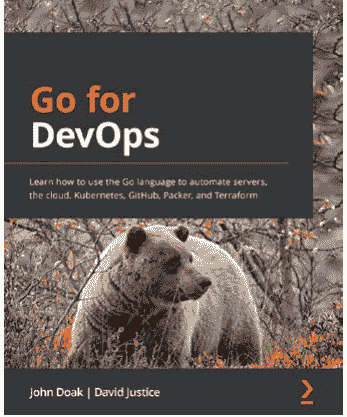 Go for
DevOps
Learn how to use the Go language to automate servers,
the cloud, Kubernetes, GitHub, Packer, and Terraform
John Doak | David Justice